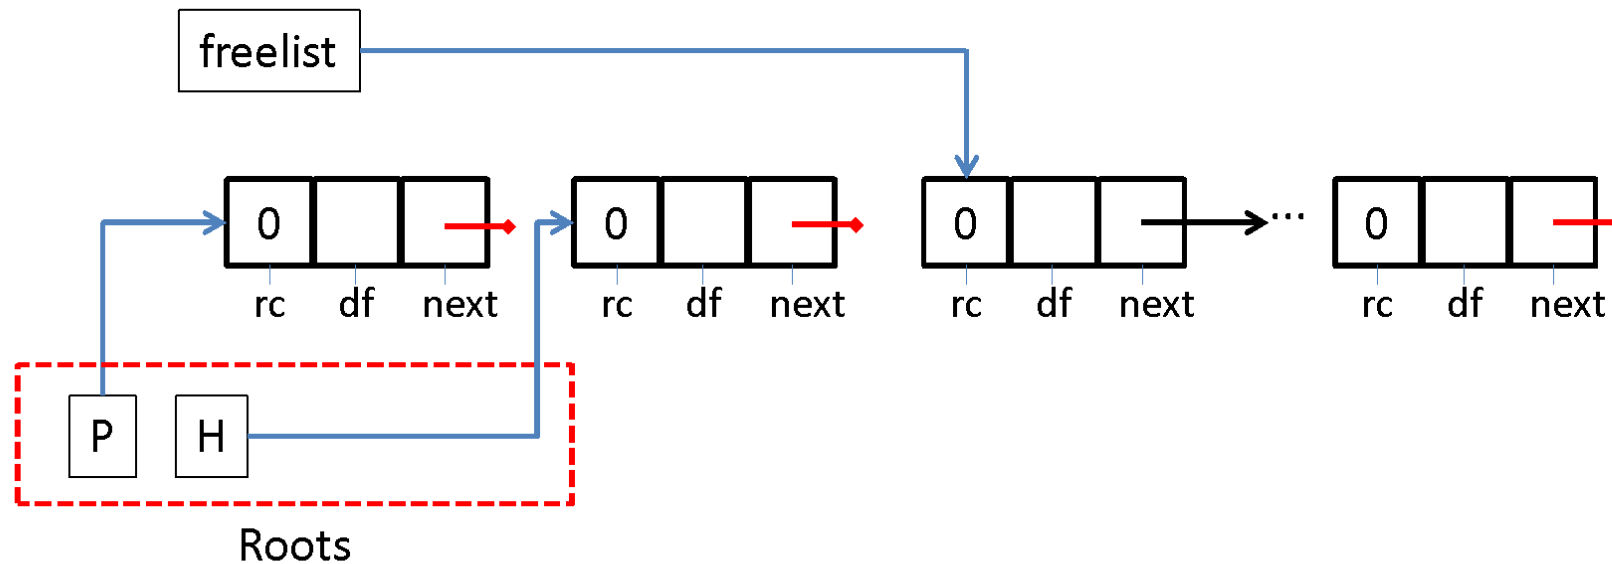 freelist
0 0 0 ... 0
rc df next rc df next rc df next rc df next
P H
Roots